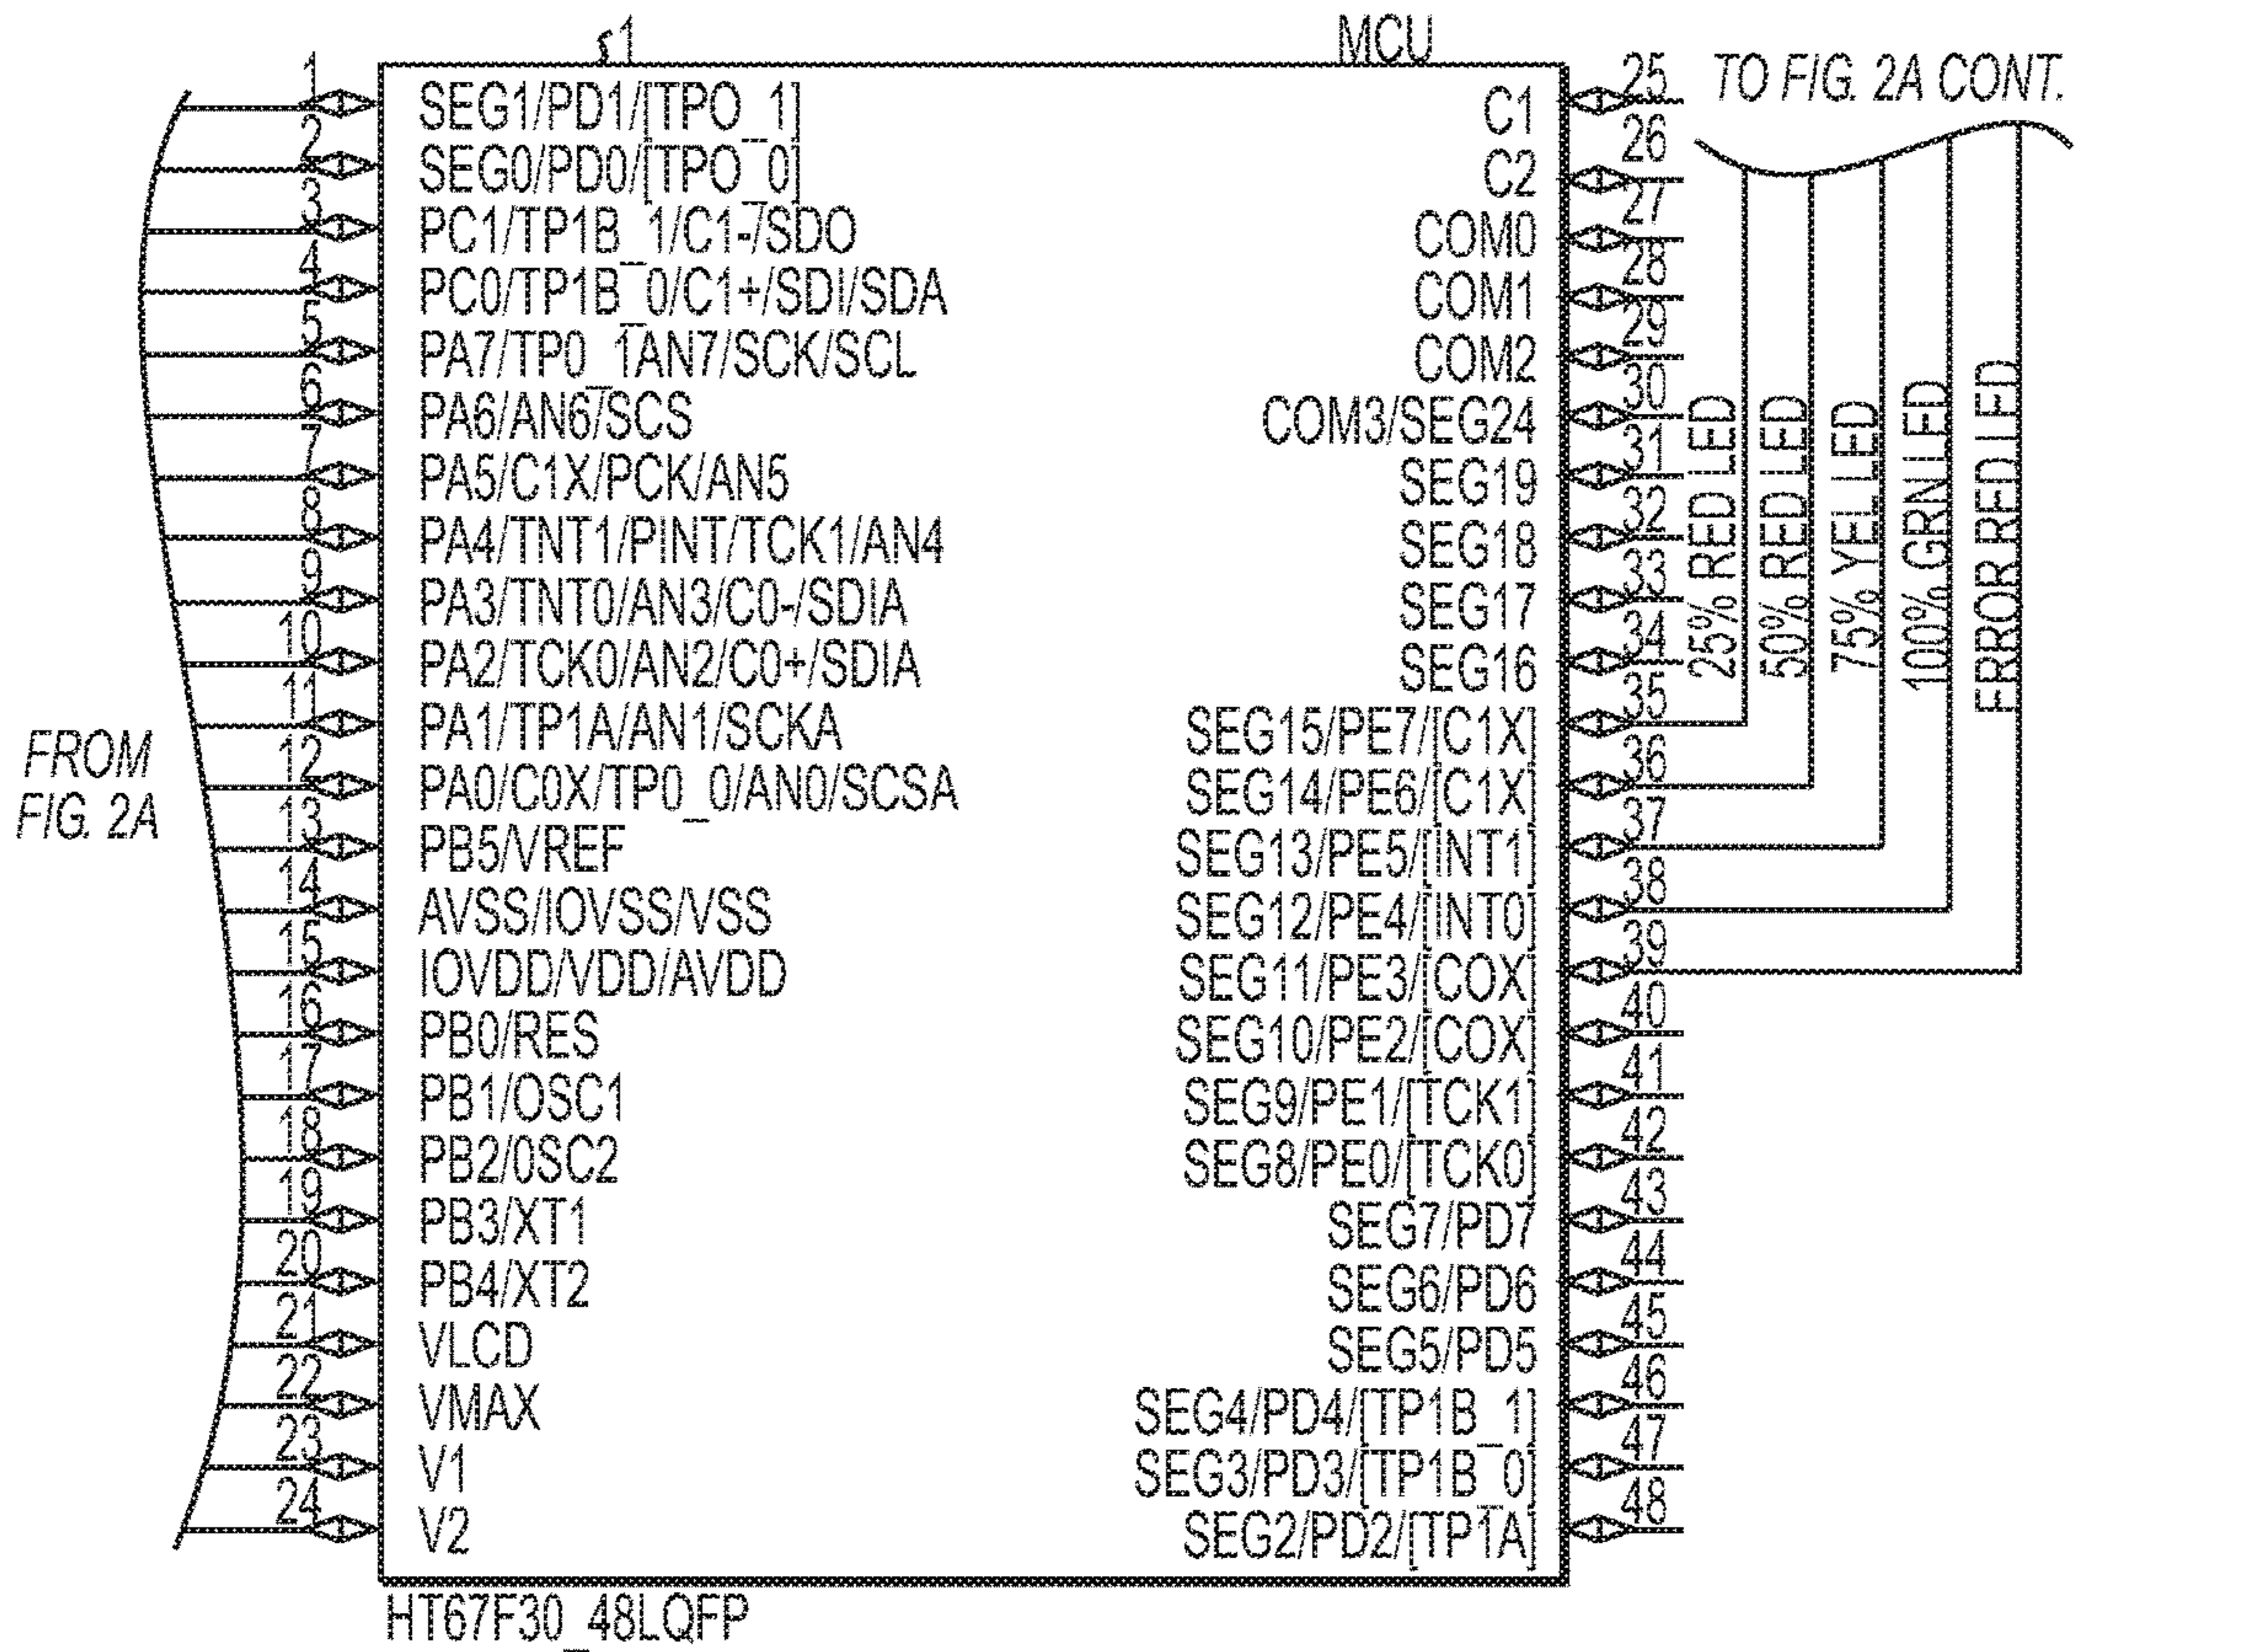 1
MCU
TO FIG. 2A CONT.
FROM
FIG. 2A
1 SEG1/PD1/[TPO_1]
2 SEG0/PD0/[TPO_0]
3 PC1/TP1B_1/C1-/SDO
4 PC0/TP1B_0/C1+/SDI/SDA
5 PA7/TP0_1AN7/SCK/SCL
6 PA6/AN6/SCS
7 PA5/C1X/PCK/AN5
8 PA4/TNT1/PINT/TCK1/AN4
9 PA3/TNT0/AN3/C0-/SDIA
10 PA2/TCK0/AN2/C0+/SDIA
11 PA1/TP1A/AN1/SCKA
12 PA0/C0X/TP0_0/AN0/SCSA
13 PB5/VREF
14 AVSS/IOVSS/VSS
15 IOVDD/VDD/AVDD
16 PB0/RES
17 PB1/OSC1
18 PB2/0SC2
19 PB3/XT1
20 PB4/XT2
21 VLCD
22 VMAX
23 V1
24 V2
C1 25
C2 26
COM0 27
COM1 28
COM2 29
COM3/SEG24 30
SEG19 31
SEG18 32
SEG17 33
SEG16 34
SEG15/PE7/[C1X] 35
SEG14/PE6/[C1X] 36
SEG13/PE5/[INT1] 37
SEG12/PE4/[INT0] 38
SEG11/PE3/[COX] 39
SEG10/PE2/[COX] 40
SEG9/PE1/[TCK1] 41
SEG8/PE0/[TCK0] 42
SEG7/PD7 43
SEG6/PD6 44
SEG5/PD5 45
SEG4/PD4/[TP1B_1] 46
SEG3/PD3/[TP1B_0] 47
SEG2/PD2/[TP1A] 48
25% RED LED
50% RED LED
75% YEL LED
100% GRN LED
ERROR RED LED
HT67F30_48LQFP